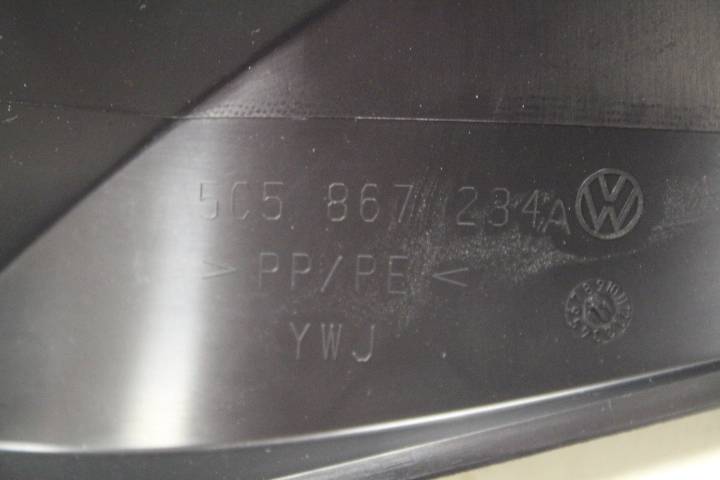 5C5 867 234A
> PP/PE <
YWJ